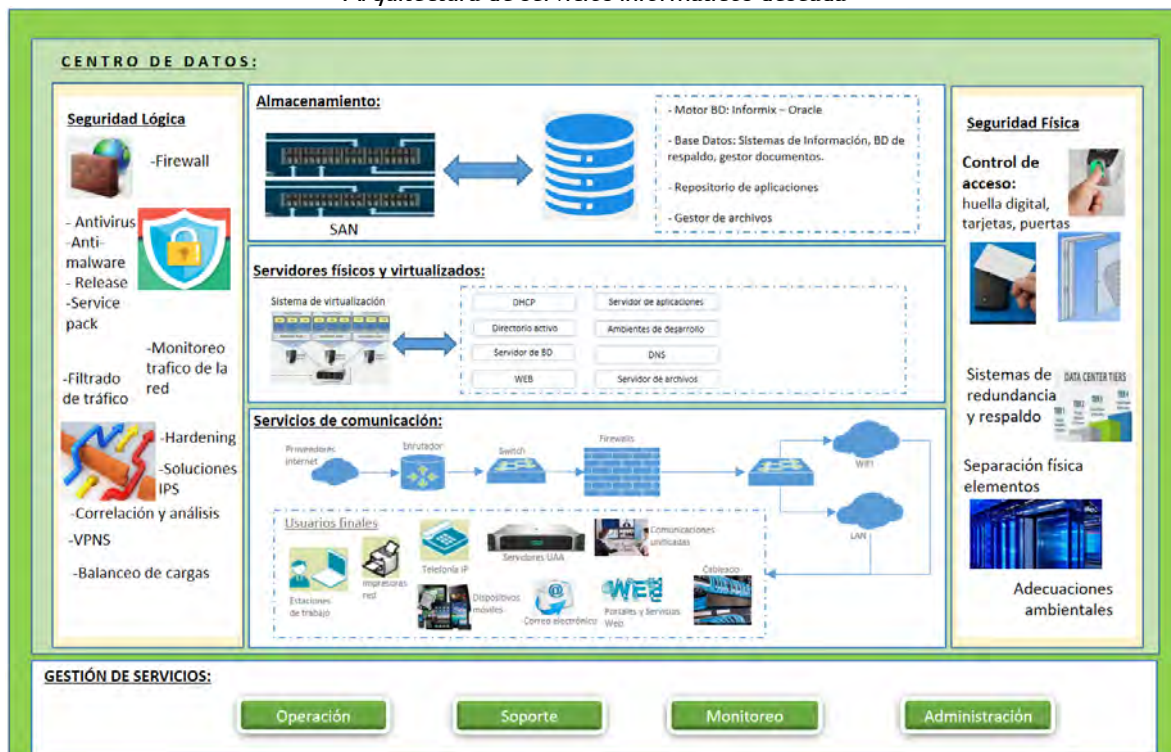 Arquitectura de servicios informáticos deseada
CENTRO DE DATOS:
Seguridad Lógica
-Firewall
- Antivirus
-Anti-
malware
- Release
-Service
pack
-Monitoreo
trafico de la
red
-Filtrado
de tráfico
-Hardening
-Soluciones
IPS
-Correlación y análisis
-VPNS
-Balanceo de cargas
Almacenamiento:
SAN
- Motor BD: Informix – Oracle
- Base Datos: Sistemas de Información, BD de
respaldo, gestor documentos.
- Repositorio de aplicaciones
- Gestor de archivos
Servidores físicos y virtualizados:
Sistema de virtualización
DHCP
Servidor de aplicaciones
Directorio activo
Ambientes de desarrollo
Servidor de BD
DNS
WEB
Servidor de archivos
Servicios de comunicación:
Proveedores
internet
Enrutador
Switch
Firewalls
WIFI
LAN
Usuarios finales
Estaciones
de trabajo
Impresoras
red
Telefonía IP
Servidores UAA
Comunicaciones
unificadas
Dispositivos
móviles
Correo electrónico
WEB
Portales y Servicios
Web
Cableado
Seguridad Física
Control de
acceso:
huella digital,
tarjetas, puertas
Sistemas de
redundancia
y respaldo
DATA CENTER TIERS
Separación física
elementos
Adecuaciones
ambientales
GESTIÓN DE SERVICIOS:
Operación
Soporte
Monitoreo
Administración